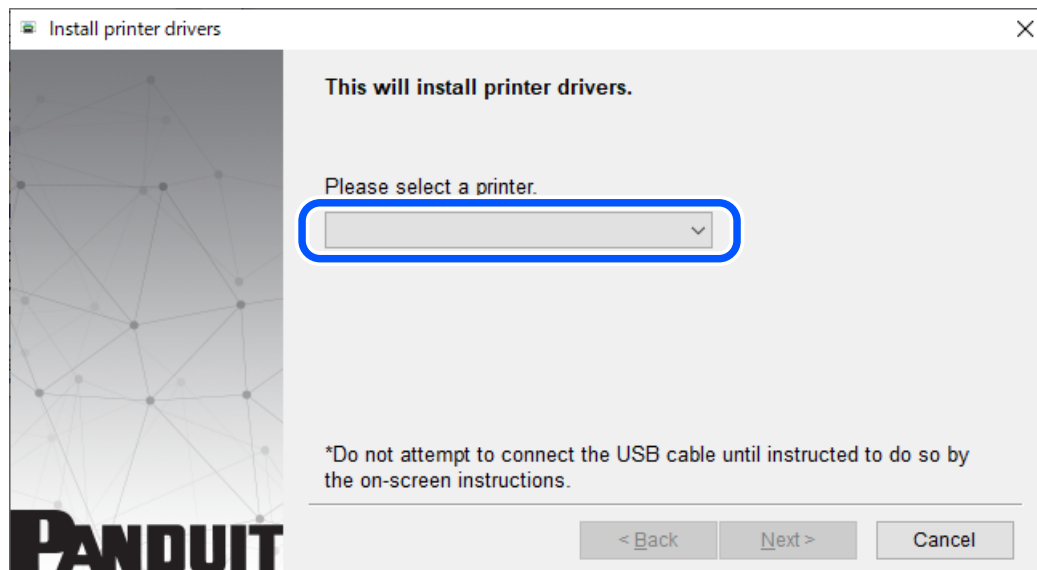 Install printer drivers
This will install printer drivers.
Please select a printer.
*Do not attempt to connect the USB cable until instructed to do so by
the on-screen instructions.
< Back Next > Cancel
PANDUIT